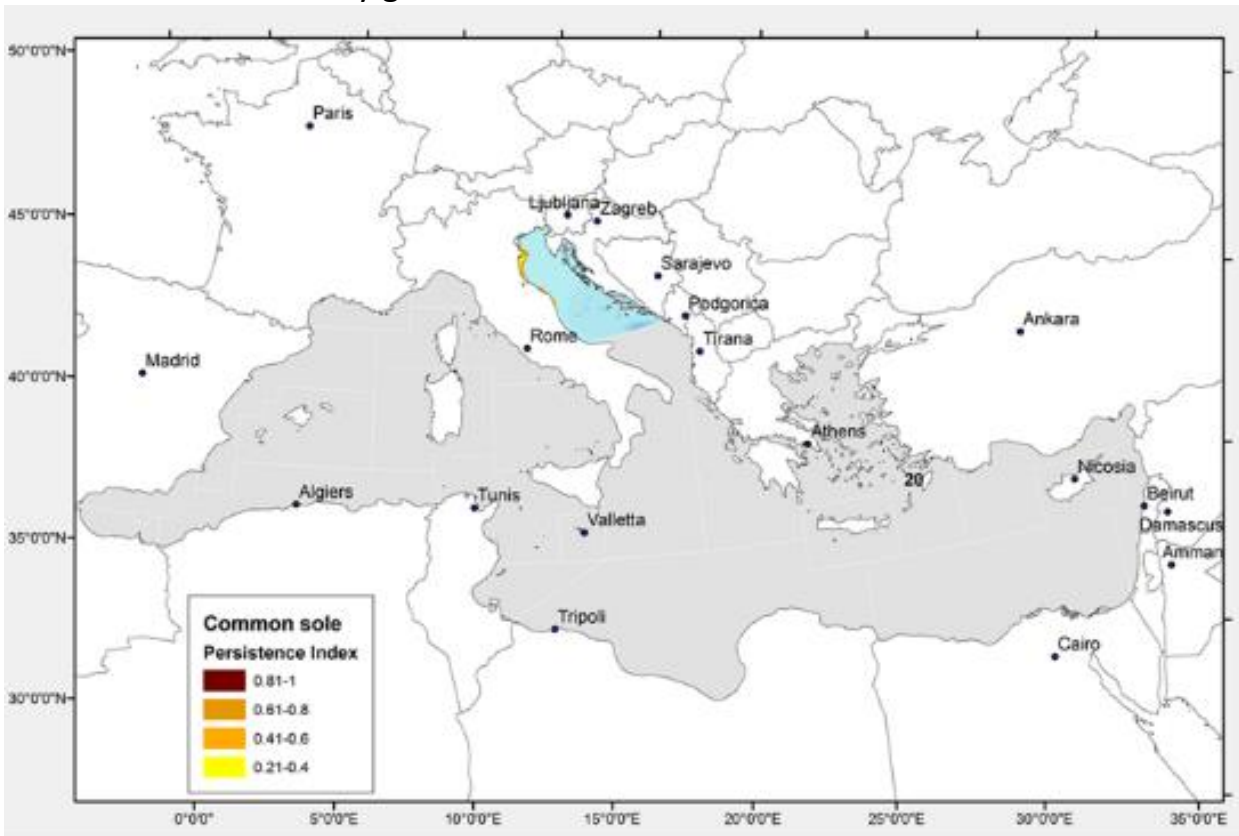 50°0'0"N
Paris
45°0'0"N
Ljubljana
Zagreb
Sarajevo
Podgorica
Rome
Tirana
Ankara
Madrid
40°0'0"N
Athens
20
Nicosia
Algiers
Tunis
Beirut
Valletta
Damascus
35°0'0"N
Amman
Tripoli
Cairo
Common sole
Persistence Index
0.81-1
0.61-0.8
0.41-0.6
0.21-0.4
30°0'0"N
0°0'0"
5°0'0"E
10°0'0"E
15°0'0"E
20°0'0"E
25°0'0"E
30°0'0"E
35°0'0"E